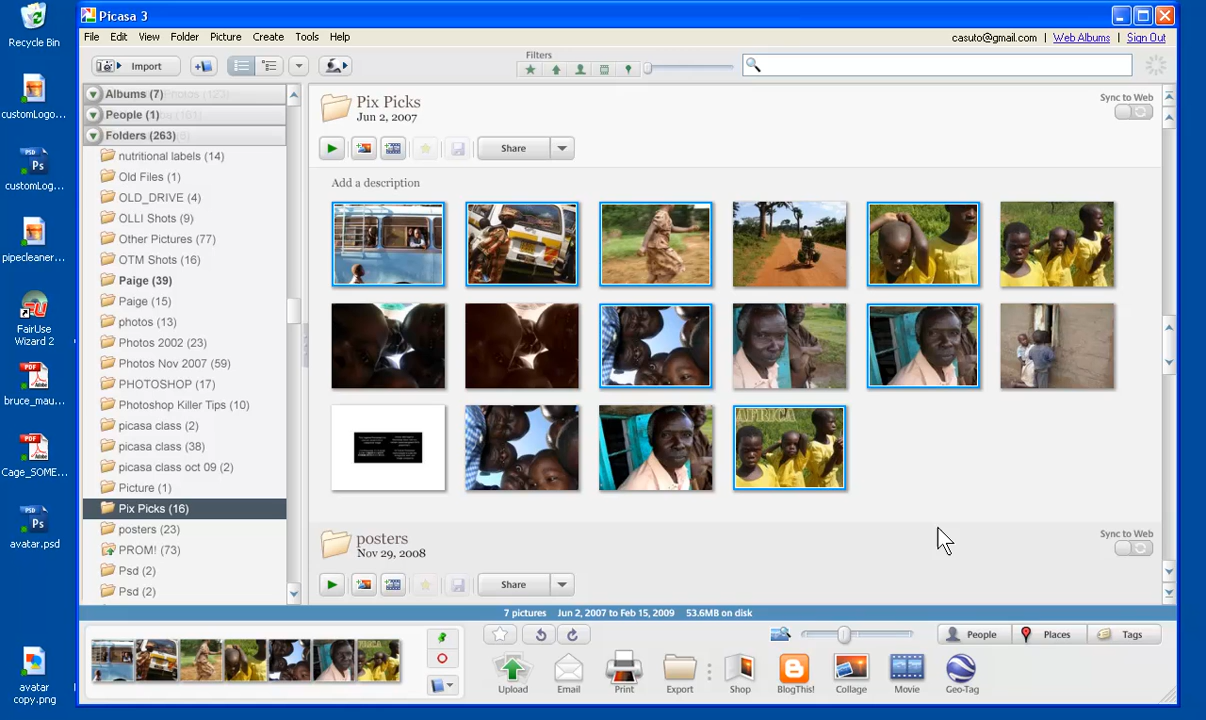 Recycle Bin
customLogo...
customLog...
pipecleaner...
FairUse
Wizard 2
bruce_mau...
Cage_SOME...
avatar.psd
avatar
copy.png
Picasa 3
File Edit View Folder Picture Create Tools Help
casuto@gmail.com | Web Albums | Sign Out
Import
Filters
Albums (7)
People (1)
Folders (263)
nutritional labels (14)
Old Files (1)
OLD_DRIVE (4)
OLLI Shots (9)
Other Pictures (77)
OTM Shots (16)
Paige (39)
Paige (15)
photos (13)
Photos 2002 (23)
Photos Nov 2007 (59)
PHOTOSHOP (17)
Photoshop Killer Tips (10)
picasa class (2)
picasa class (38)
picasa class oct 09 (2)
Picture (1)
Pix Picks (16)
posters (23)
PROM! (73)
Psd (2)
Psd (2)
Pix Picks
Jun 2, 2007
Sync to Web
Share
Add a description
AFRICA
posters
Nov 29, 2008
Sync to Web
Share
7 pictures Jun 2, 2007 to Feb 15, 2009 53.6MB on disk
People Places Tags
Upload Email Print Export Shop BlogThis! Collage Movie Geo-Tag